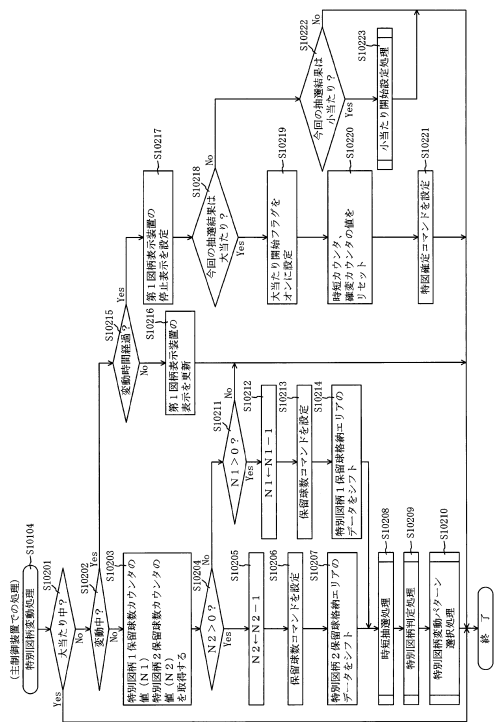 (主制御装置での処理)
特別図柄変動処理
S10104
大当たり中?
S10201
Yes
No
変動中?
S10202
Yes
No
特別図柄1保留球数カウンタの
値(N1)
特別図柄2保留球数カウンタの
値(N2)
を取得する
S10203
N2>0?
S10204
No
Yes
N2←N2-1
S10205
保留球数コマンドを設定
S10206
特別図柄2保留球格納エリアの
データをシフト
S10207
時短抽選処理
S10208
特別図柄判定処理
S10209
特別図柄変動パターン
選択処理
S10210
N1>0?
S10211
No
Yes
N1←N1-1
S10212
保留球数コマンドを設定
S10213
特別図柄1保留球格納エリアの
データをシフト
S10214
変動時間経過?
S10215
Yes
No
第1図柄表示装置の
表示を更新
S10216
第1図柄表示装置の
停止表示を設定
S10217
今回の抽選結果は
大当たり?
S10218
No
Yes
大当たり開始フラグを
オンに設定
S10219
時短カウンタ、
確変カウンタの値を
リセット
S10220
特図確定コマンドを設定
S10221
今回の抽選結果は
小当たり?
S10222
No
Yes
小当たり開始設定処理
S10223
終 了